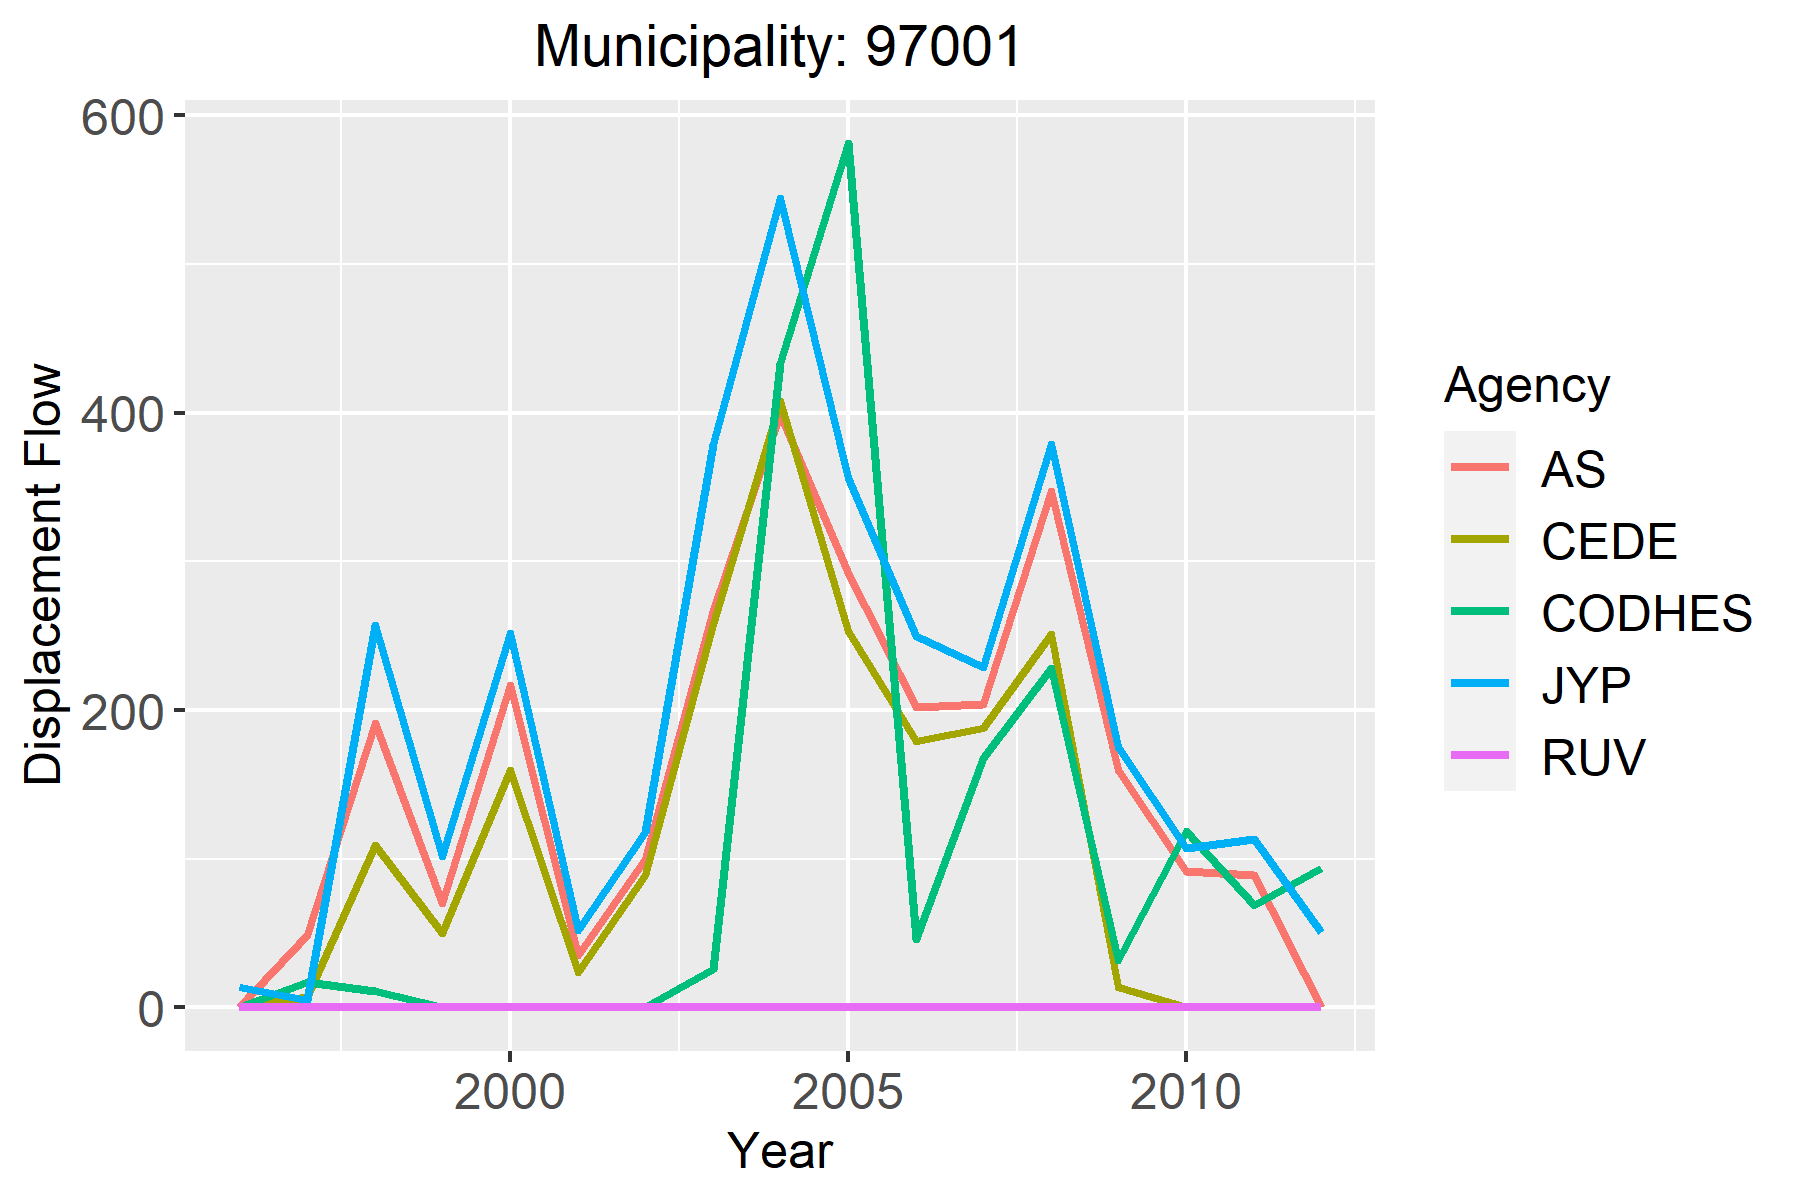 Municipality: 97001
600
400
200
0
Displacement Flow
2000 2005 2010
Year
Agency
AS
CEDE
CODHES
JYP
RUV